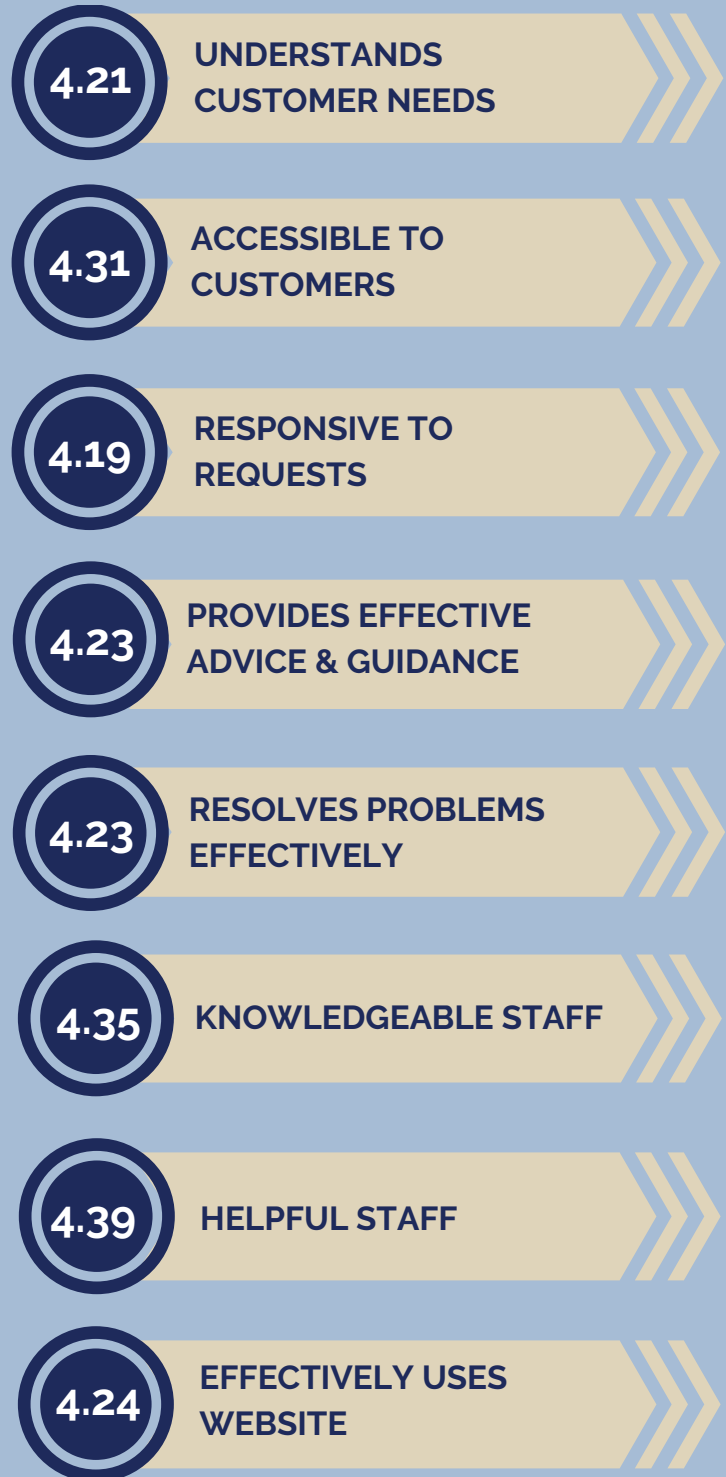 4.21
UNDERSTANDS
CUSTOMER NEEDS
4.31
ACCESSIBLE TO
CUSTOMERS
4.19
RESPONSIVE TO
REQUESTS
4.23
PROVIDES EFFECTIVE
ADVICE & GUIDANCE
4.23
RESOLVES PROBLEMS
EFFECTIVELY
4.35
KNOWLEDGEABLE STAFF
4.39
HELPFUL STAFF
4.24
EFFECTIVELY USES
WEBSITE